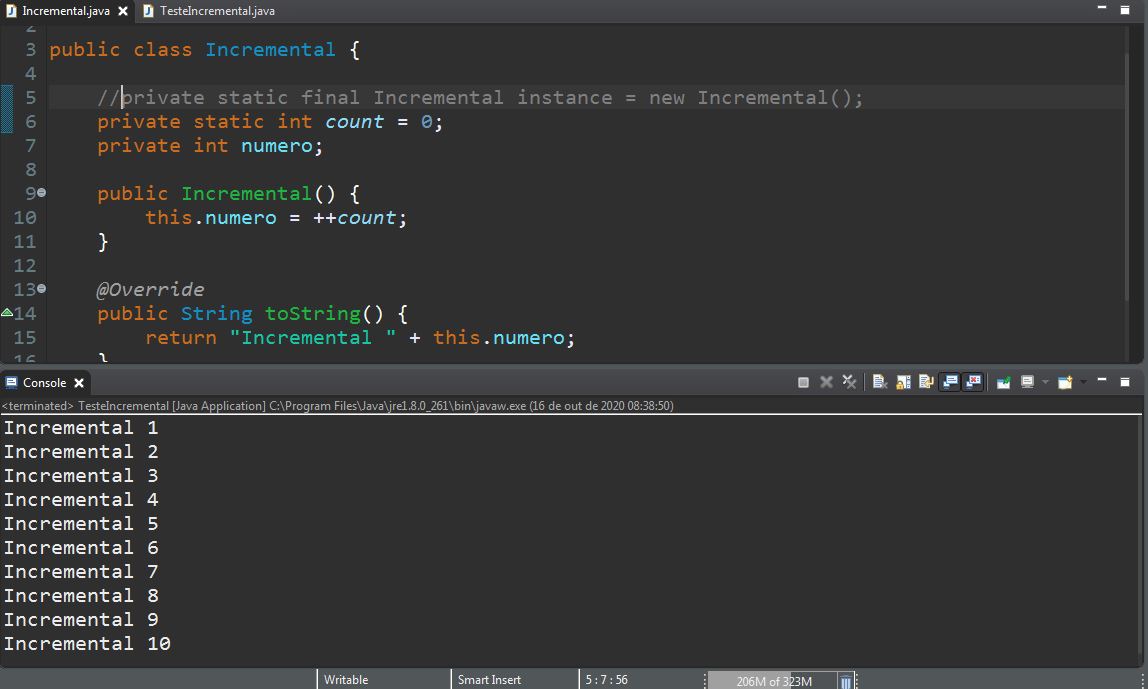 Incremental.java TesteIncremental.java
2
3 public class Incremental {
4
5 //private static final Incremental instance = new Incremental();
6 private static int count = 0;
7 private int numero;
8
9 public Incremental() {
10 this.numero = ++count;
11 }
12
13 @Override
14 public String toString() {
15 return "Incremental " + this.numero;
16 }
Console
<terminated> TesteIncremental [Java Application] C:\Program Files\Java\jre1.8.0_261\bin\javaw.exe (16 de out de 2020 08:38:50)
Incremental 1
Incremental 2
Incremental 3
Incremental 4
Incremental 5
Incremental 6
Incremental 7
Incremental 8
Incremental 9
Incremental 10
Writable Smart Insert 5 : 7 : 56 206M of 323M